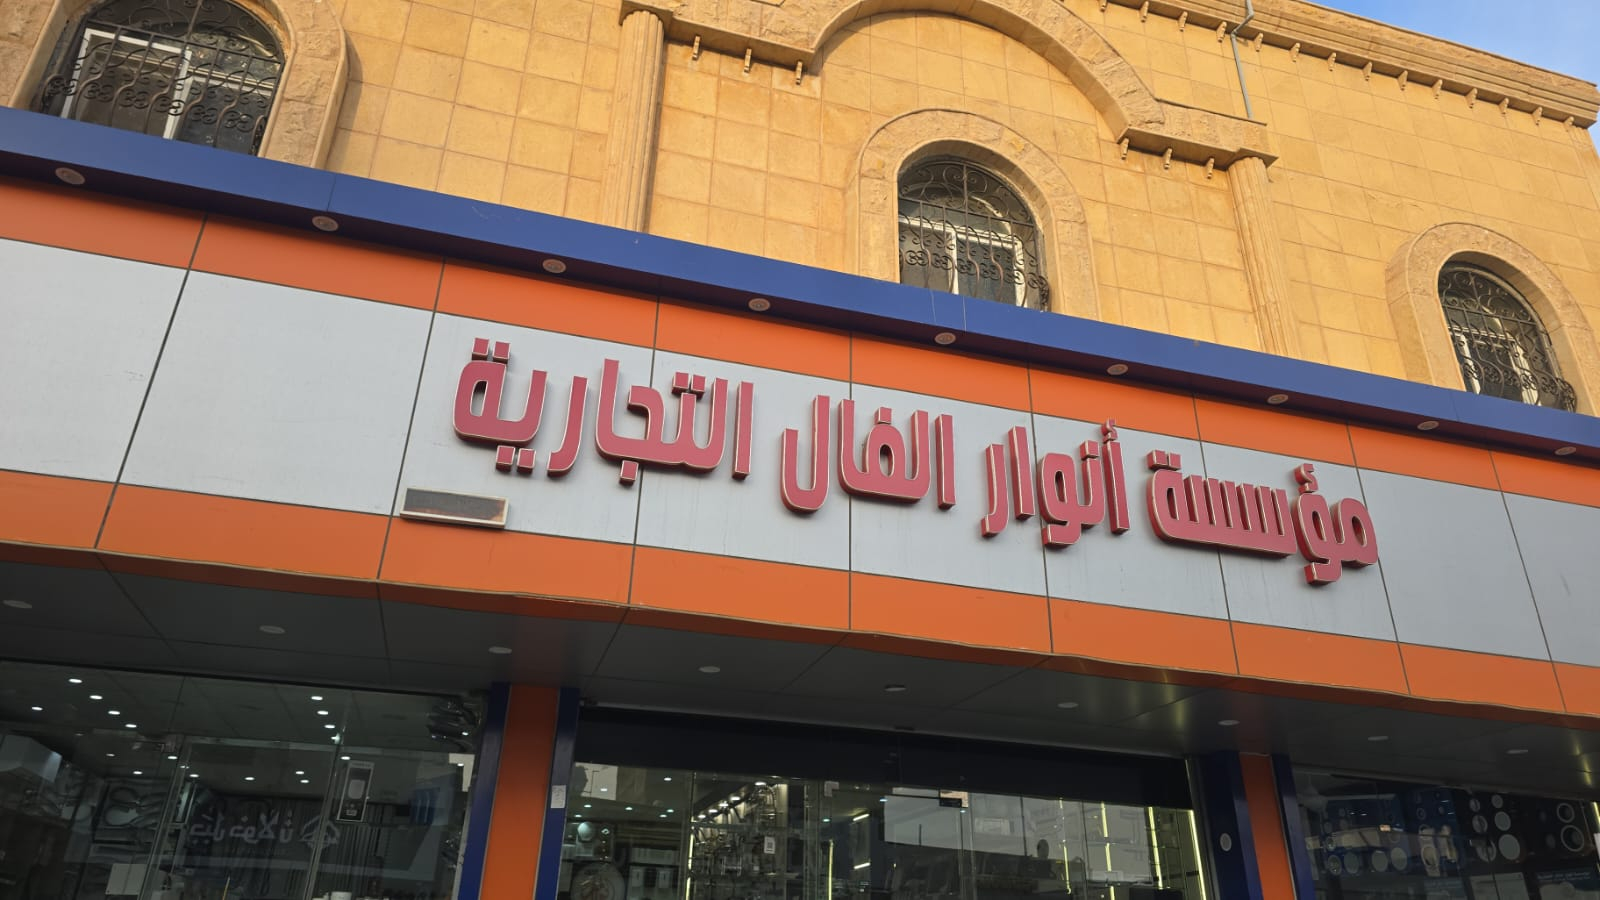 مؤسسة أنوار الفال التجارية